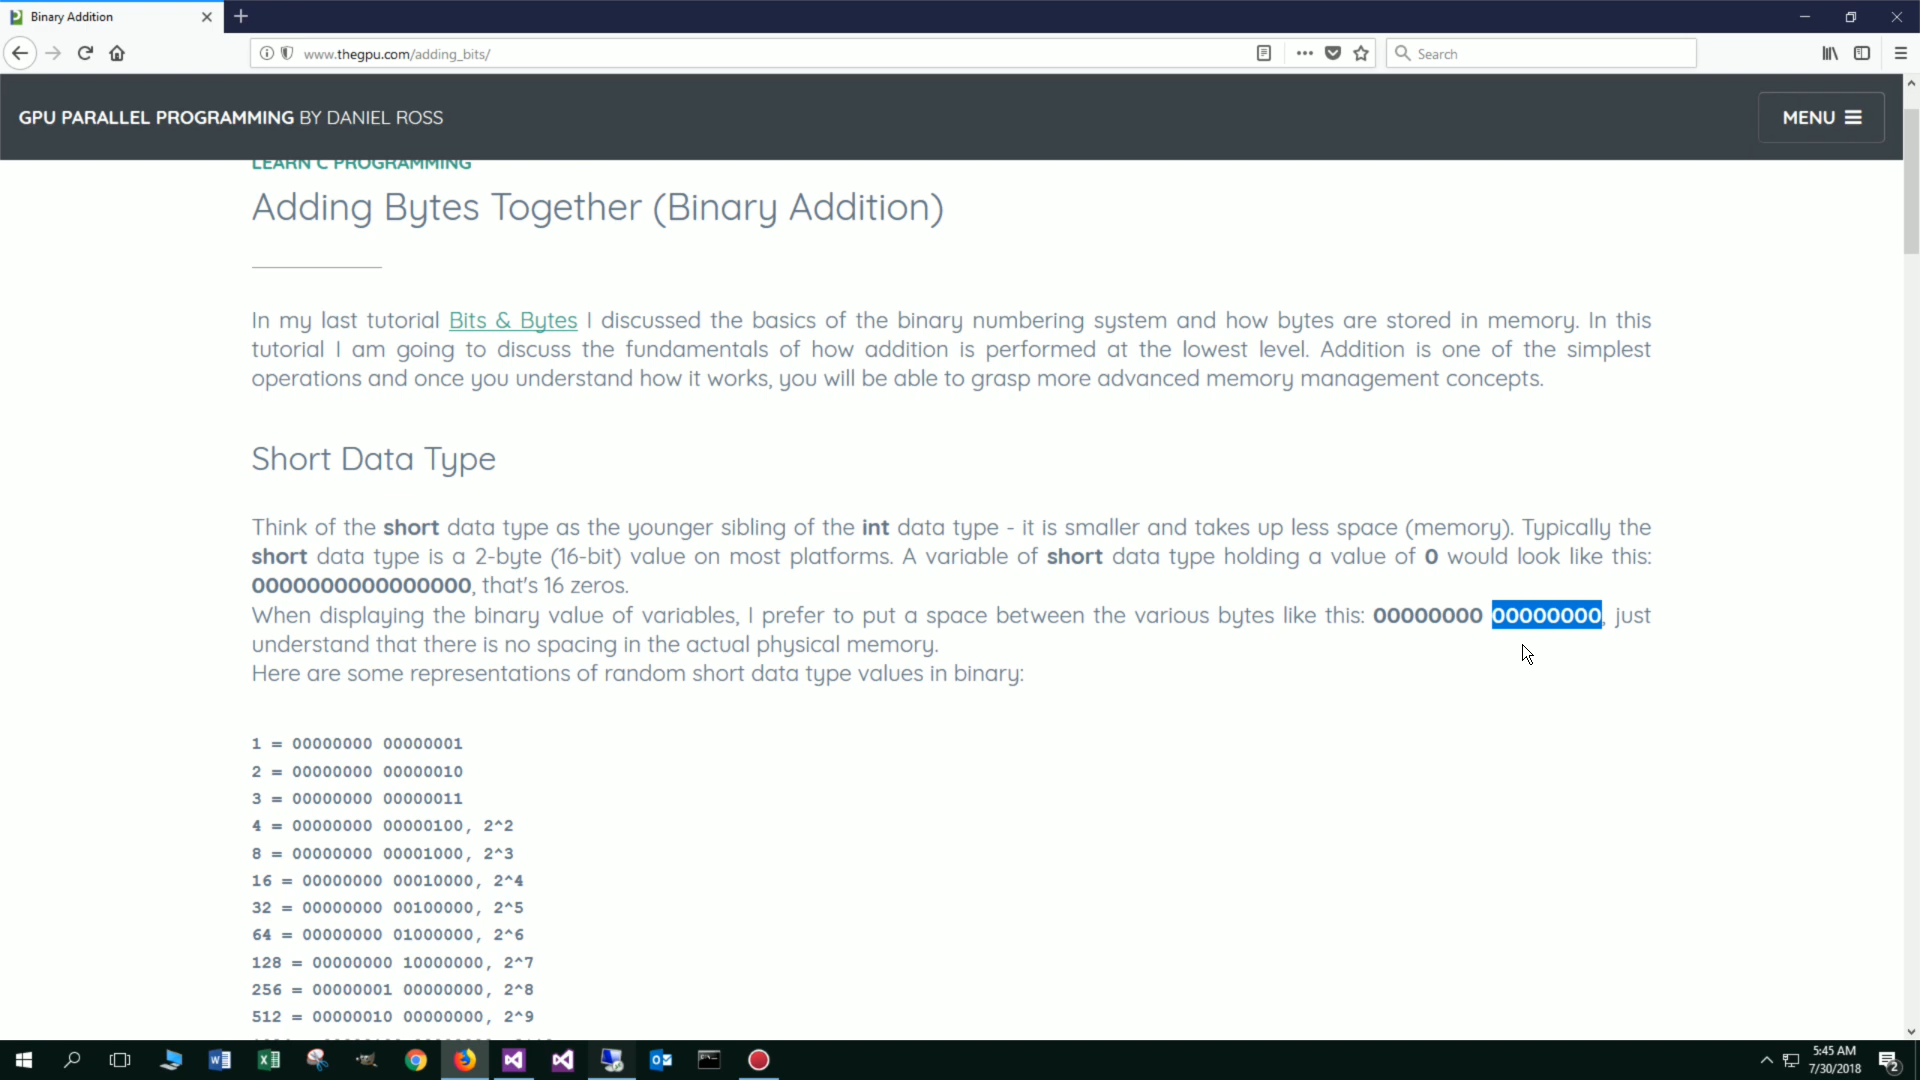 Binary Addition
www.thegpu.com/adding_bits/
Search
GPU PARALLEL PROGRAMMING BY DANIEL ROSS
MENU
LEARN C PROGRAMMING
Adding Bytes Together (Binary Addition)
In my last tutorial Bits & Bytes I discussed the basics of the binary numbering system and how bytes are stored in memory. In this
tutorial I am going to discuss the fundamentals of how addition is performed at the lowest level. Addition is one of the simplest
operations and once you understand how it works, you will be able to grasp more advanced memory management concepts.
Short Data Type
Think of the short data type as the younger sibling of the int data type - it is smaller and takes up less space (memory). Typically the
short data type is a 2-byte (16-bit) value on most platforms. A variable of short data type holding a value of 0 would look like this:
0000000000000000, that's 16 zeros.
When displaying the binary value of variables, I prefer to put a space between the various bytes like this: 00000000 00000000, just
understand that there is no spacing in the actual physical memory.
Here are some representations of random short data type values in binary:
1 = 00000000 00000001
2 = 00000000 00000010
3 = 00000000 00000011
4 = 00000000 00000100, 2^2
8 = 00000000 00001000, 2^3
16 = 00000000 00010000, 2^4
32 = 00000000 00100000, 2^5
64 = 00000000 01000000, 2^6
128 = 00000000 10000000, 2^7
256 = 00000001 00000000, 2^8
512 = 00000010 00000000, 2^9
5:45 AM
7/30/2018
2